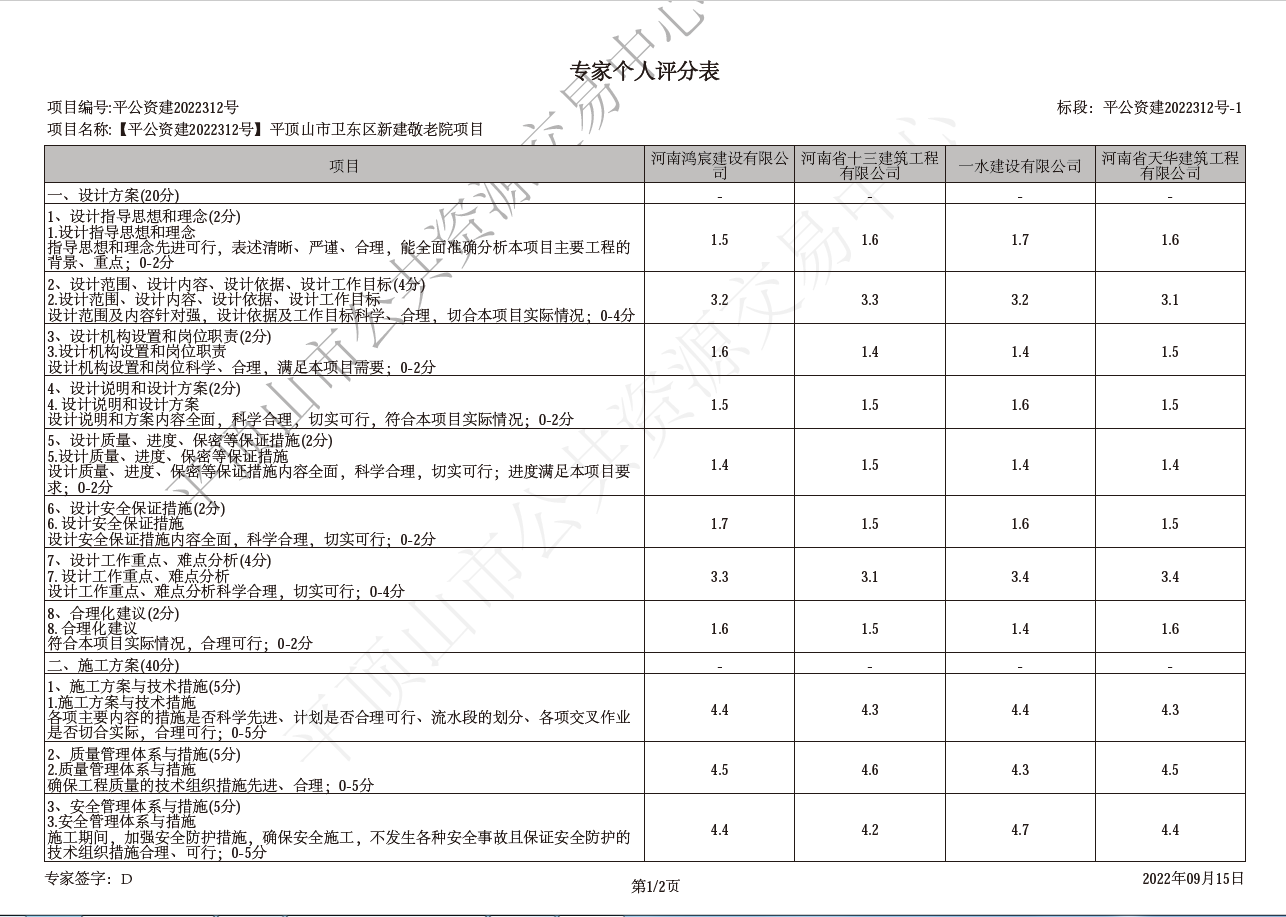 专家个人评分表
项目编号:平公资建2022312号
标段：平公资建2022312号-1
项目名称:【平公资建2022312号】平顶山市卫东区新建敬老院项目
项目
河南鸿宸建设有限公
司
河南省十三建筑工程
有限公司
一水建设有限公司
河南省天华建筑工程
有限公司
一、设计方案(20分)
-
-
-
-
1、设计指导思想和理念(2分)
1.设计指导思想和理念
指导思想和理念先进可行，表述清晰、严谨、合理，能全面准确分析本项目主要工程的
背景、重点；0-2分
1.5
1.6
1.7
1.6
2、设计范围、设计内容、设计依据、设计工作目标(4分)
2.设计范围、设计内容、设计依据、设计工作目标
设计范围及内容针对强，设计依据及工作目标科学、合理，切合本项目实际情况；0-4分
3.2
3.3
3.2
3.1
3、设计机构设置和岗位职责(2分)
3.设计机构设置和岗位职责
设计机构设置和岗位科学、合理，满足本项目需要；0-2分
1.6
1.4
1.4
1.5
4、设计说明和设计方案(2分)
4. 设计说明和设计方案
设计说明和方案内容全面，科学合理，切实可行，符合本项目实际情况；0-2分
1.5
1.5
1.6
1.5
5、设计质量、进度、保密等保证措施(2分)
5.设计质量、进度、保密等保证措施
设计质量、进度、保密等保证措施内容全面，科学合理，切实可行；进度满足本项目要
求；0-2分
1.4
1.5
1.4
1.4
6、设计安全保证措施(2分)
6. 设计安全保证措施
设计安全保证措施内容全面，科学合理，切实可行；0-2分
1.7
1.5
1.6
1.5
7、设计工作重点、难点分析(4分)
7. 设计工作重点、难点分析
设计工作重点、难点分析科学合理，切实可行；0-4分
3.3
3.1
3.4
3.4
8、合理化建议(2分)
8. 合理化建议
符合本项目实际情况，合理可行；0-2分
1.6
1.5
1.4
1.6
二、施工方案(40分)
-
-
-
-
1、施工方案与技术措施(5分)
1.施工方案与技术措施
各项主要内容的措施是否科学先进、计划是否合理可行、流水段的划分、各项交叉作业
是否切合实际，合理可行；0-5分
4.4
4.3
4.4
4.3
2、质量管理体系与措施(5分)
2.质量管理体系与措施
确保工程质量的技术组织措施先进、合理；0-5分
4.5
4.6
4.3
4.5
3、安全管理体系与措施(5分)
3.安全管理体系与措施
施工期间，加强安全防护措施，确保安全施工，不发生各种安全事故且保证安全防护的
技术组织措施合理、可行；0-5分
4.4
4.2
4.7
4.4
专家签字：D
第1/2页
2022年09月15日
平顶山市公共资源交易中心
平顶山市公共资源交易中心